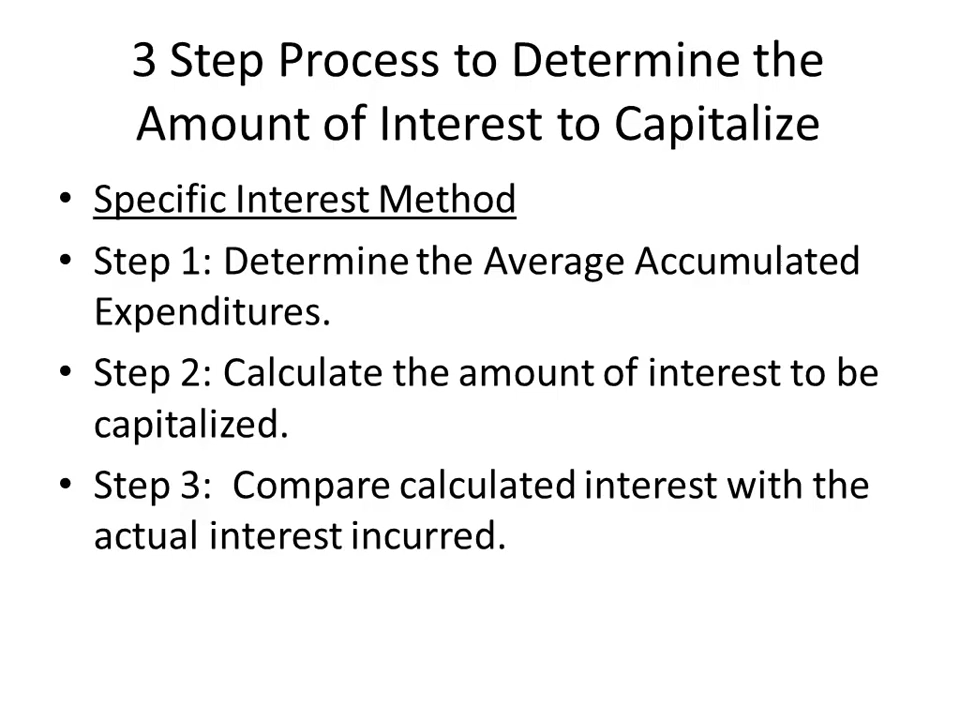 3 Step Process to Determine the
Amount of Interest to Capitalize
• Specific Interest Method
• Step 1: Determine the Average Accumulated
Expenditures.
• Step 2: Calculate the amount of interest to be
capitalized.
• Step 3:  Compare calculated interest with the
actual interest incurred.